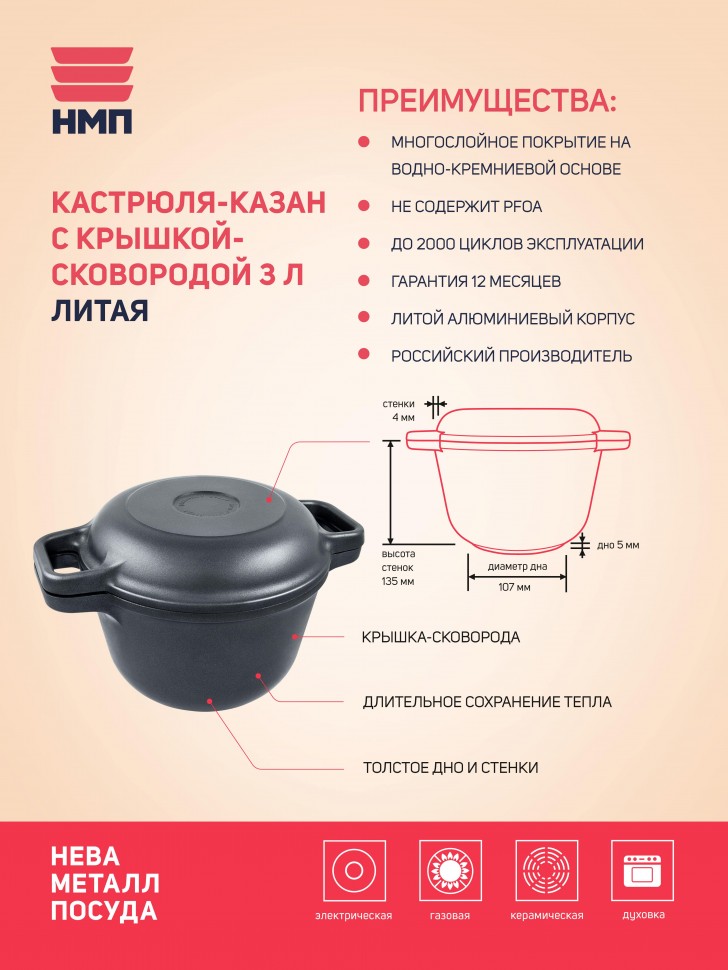 НМП
КАСТРЮЛЯ-КАЗАН
С КРЫШКОЙ-
СКОВОРОДОЙ 3 Л
ЛИТАЯ
ПРЕИМУЩЕСТВА:
МНОГОСЛОЙНОЕ ПОКРЫТИЕ НА
ВОДНО-КРЕМНИЕВОЙ ОСНОВЕ
НЕ СОДЕРЖИТ PFOA
ДО 2000 ЦИКЛОВ ЭКСПЛУАТАЦИИ
ГАРАНТИЯ 12 МЕСЯЦЕВ
ЛИТОЙ АЛЮМИНИЕВЫЙ КОРПУС
РОССИЙСКИЙ ПРОИЗВОДИТЕЛЬ
стенки
4 мм
высота
стенок
135 мм
диаметр дна
107 мм
дно 5 мм
КРЫШКА-СКОВОРОДА
ДЛИТЕЛЬНОЕ СОХРАНЕНИЕ ТЕПЛА
ТОЛСТОЕ ДНО И СТЕНКИ
НЕВА
МЕТАЛЛ
ПОСУДА
электрическая
газовая
керамическая
духовка